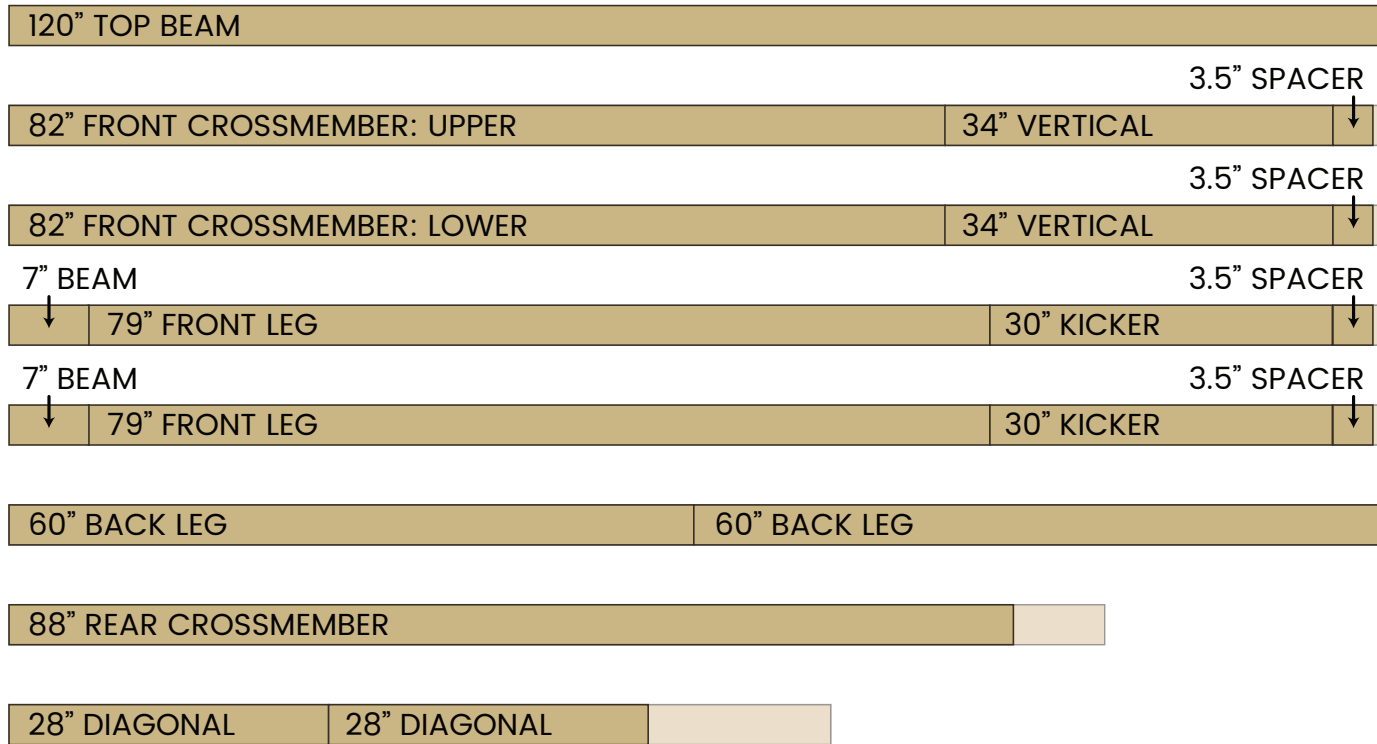 120” TOP BEAM
3.5” SPACER
82” FRONT CROSSMEMBER: UPPER 34” VERTICAL
3.5” SPACER
82” FRONT CROSSMEMBER: LOWER 34” VERTICAL
7” BEAM 3.5” SPACER
79” FRONT LEG 30” KICKER
7” BEAM 3.5” SPACER
79” FRONT LEG 30” KICKER
60” BACK LEG 60” BACK LEG
88” REAR CROSSMEMBER
28” DIAGONAL 28” DIAGONAL